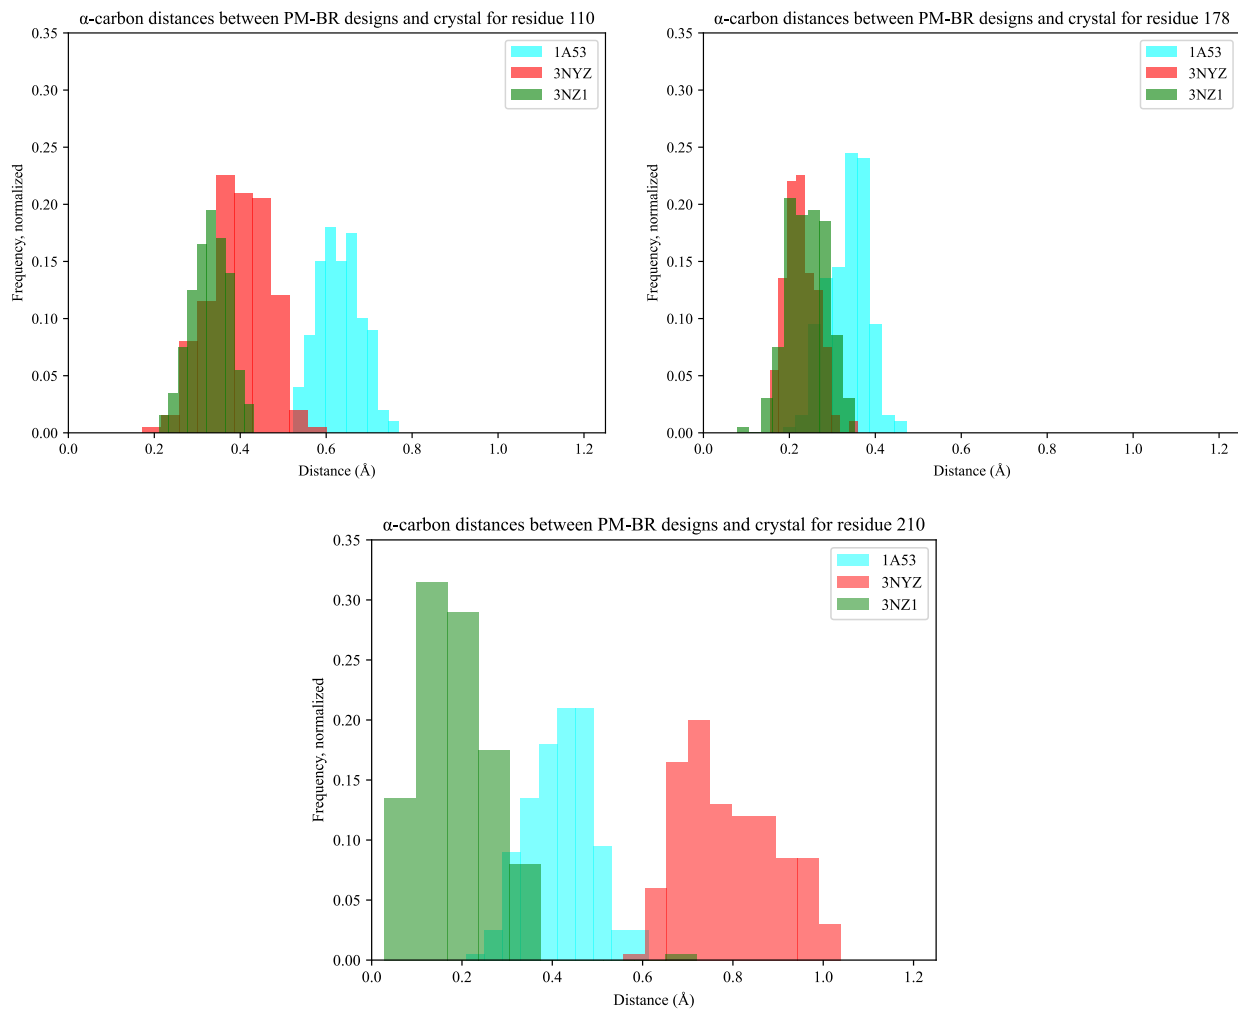 α-carbon distances between PM-BR designs and crystal for residue 110
0.35
0.30
0.25
0.20
0.15
0.10
0.05
0.00
Frequency, normalized
1A53
3NYZ
3NZ1
0.0 0.2 0.4 0.6 0.8 1.0 1.2
Distance (Å)
α-carbon distances between PM-BR designs and crystal for residue 178
0.35
0.30
0.25
0.20
0.15
0.10
0.05
0.00
Frequency, normalized
1A53
3NYZ
3NZ1
0.0 0.2 0.4 0.6 0.8 1.0 1.2
Distance (Å)
α-carbon distances between PM-BR designs and crystal for residue 210
0.35
0.30
0.25
0.20
0.15
0.10
0.05
0.00
Frequency, normalized
1A53
3NYZ
3NZ1
0.0 0.2 0.4 0.6 0.8 1.0 1.2
Distance (Å)